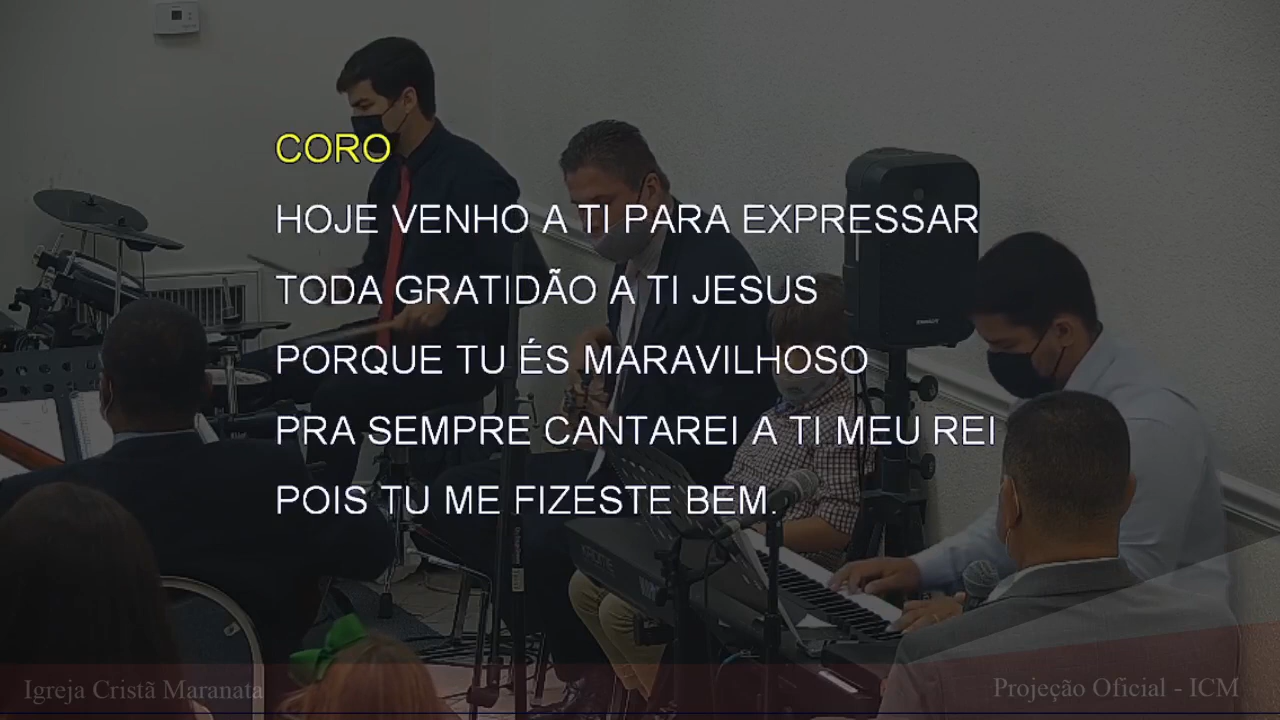 CORO
HOJE VENHO A TI PARA EXPRESSAR
TODA GRATIDÃO A TI JESUS
PORQUE TU ÉS MARAVILHOSO
PRA SEMPRE CANTAREI A TI MEU REI
POIS TU ME FIZESTE BEM.
Igreja Cristã Maranata
Projeção Oficial - ICM